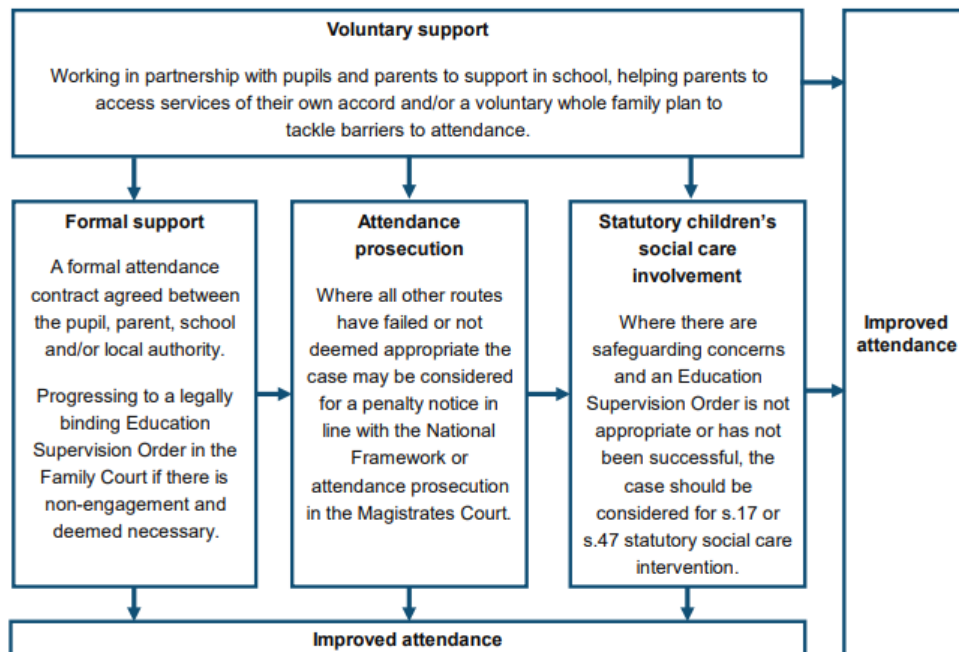 Voluntary support
Working in partnership with pupils and parents to support in school, helping parents to
access services of their own accord and/or a voluntary whole family plan to
tackle barriers to attendance.
Formal support
A formal attendance
contract agreed between
the pupil, parent, school
and/or local authority.
Progressing to a legally
binding Education
Supervision Order in the
Family Court if there is
non-engagement and
deemed necessary.
Attendance
prosecution
Where all other routes
have failed or not
deemed appropriate the
case may be considered
for a penalty notice in
line with the National
Framework or
attendance prosecution
in the Magistrates Court.
Statutory children’s
social care
involvement
Where there are
safeguarding concerns
and an Education
Supervision Order is not
appropriate or has not
been successful, the
case should be
considered for s.17 or
s.47 statutory social care
intervention.
Improved
attendance
Improved attendance